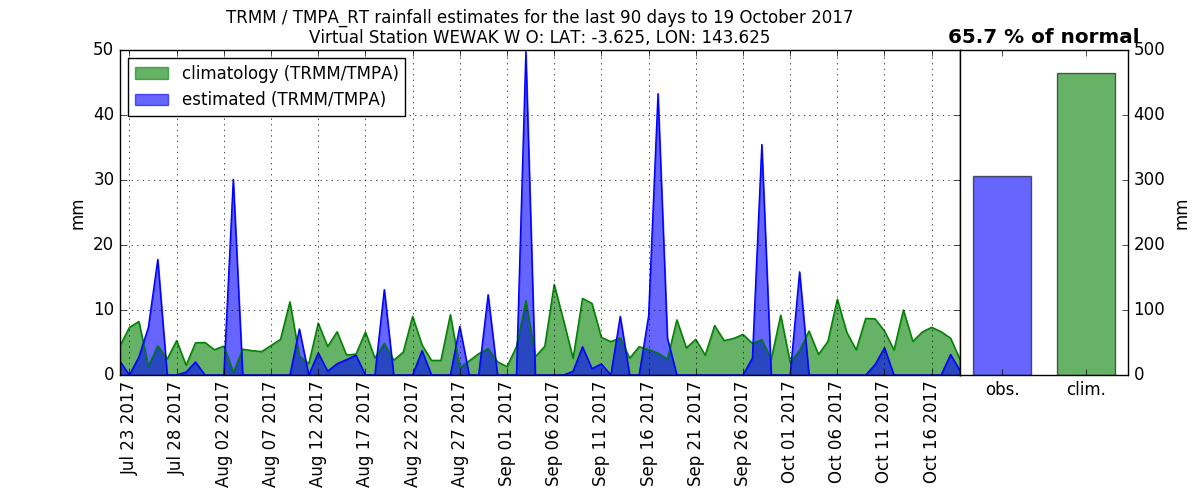 TRMM / TMPA_RT rainfall estimates for the last 90 days to 19 October 2017
Virtual Station WEWAK W O: LAT: -3.625, LON: 143.625
65.7 % of normal
climatology (TRMM/TMPA)
estimated (TRMM/TMPA)
50
40
30
20
10
0
mm
500
400
300
200
100
0
mm
obs.
clim.
Jul 23 2017
Jul 28 2017
Aug 02 2017
Aug 07 2017
Aug 12 2017
Aug 17 2017
Aug 22 2017
Aug 27 2017
Sep 01 2017
Sep 06 2017
Sep 11 2017
Sep 16 2017
Sep 21 2017
Sep 26 2017
Oct 01 2017
Oct 06 2017
Oct 11 2017
Oct 16 2017